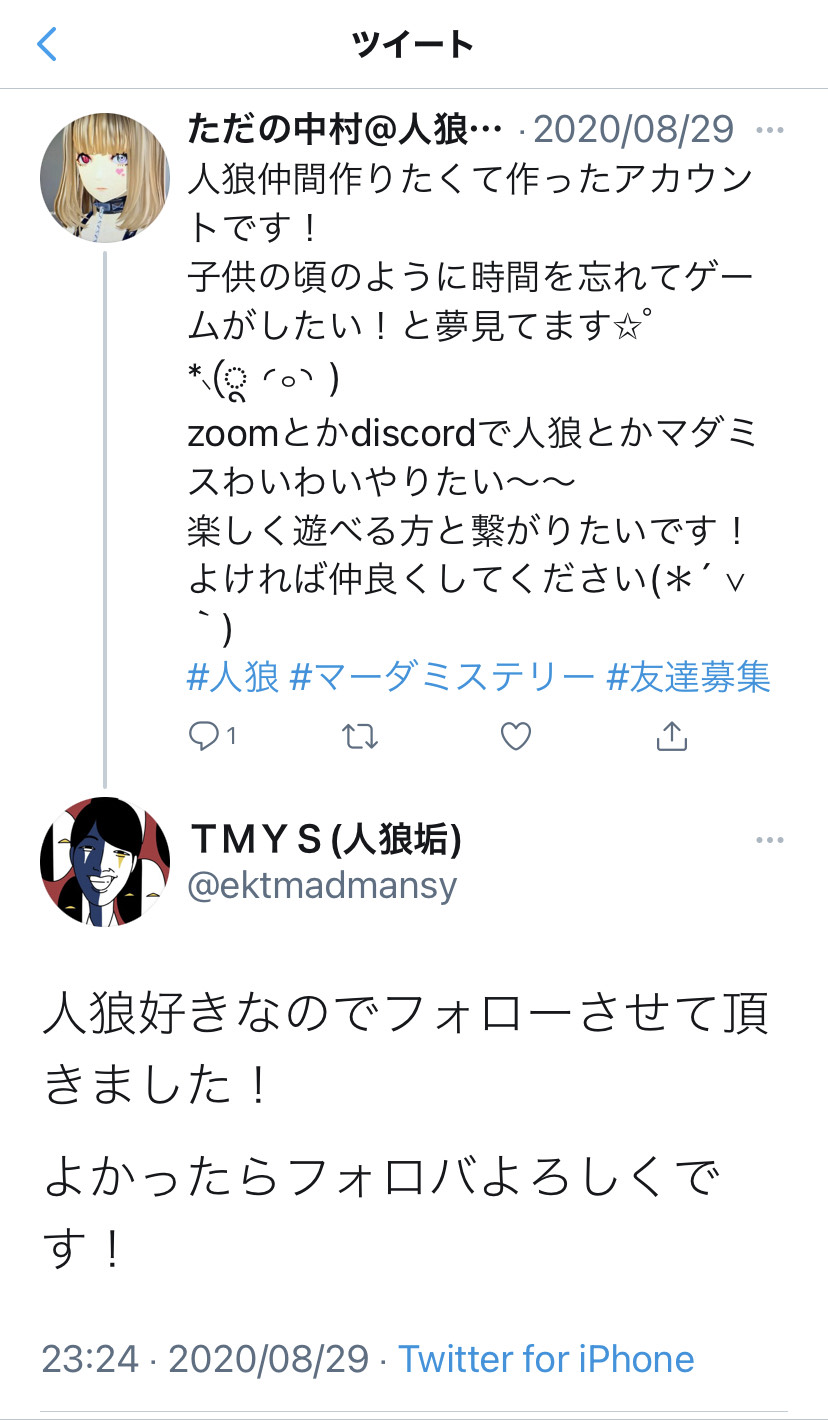 ツイート
ただの中村@人狼… · 2020/08/29
人狼仲間作りたくて作ったアカウン
トです！
子供の頃のように時間を忘れてゲー
ムがしたい！と夢見てます☆ﾟ
*⸜(ू ◜࿁◝ )
zoomとかdiscordで人狼とかマダミ
スわいわいやりたい〜〜
楽しく遊べる方と繋がりたいです！
よければ仲良くしてください(＊´∨
｀)
#人狼 #マーダミステリー #友達募集
1
ＴＭＹＳ(人狼垢)
@ektmadmansy
人狼好きなのでフォローさせて頂
きました！
よかったらフォロバよろしくで
す！
23:24 · 2020/08/29 · Twitter for iPhone